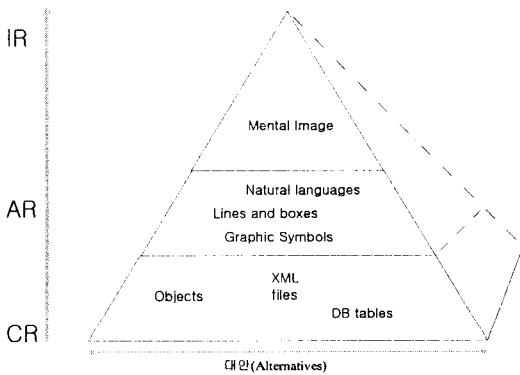 IR
Mental Image
Natural languages
AR
Lines and boxes
Graphic Symbols
XML
files
Objects
DB tables
CR
대안(Alternatives)